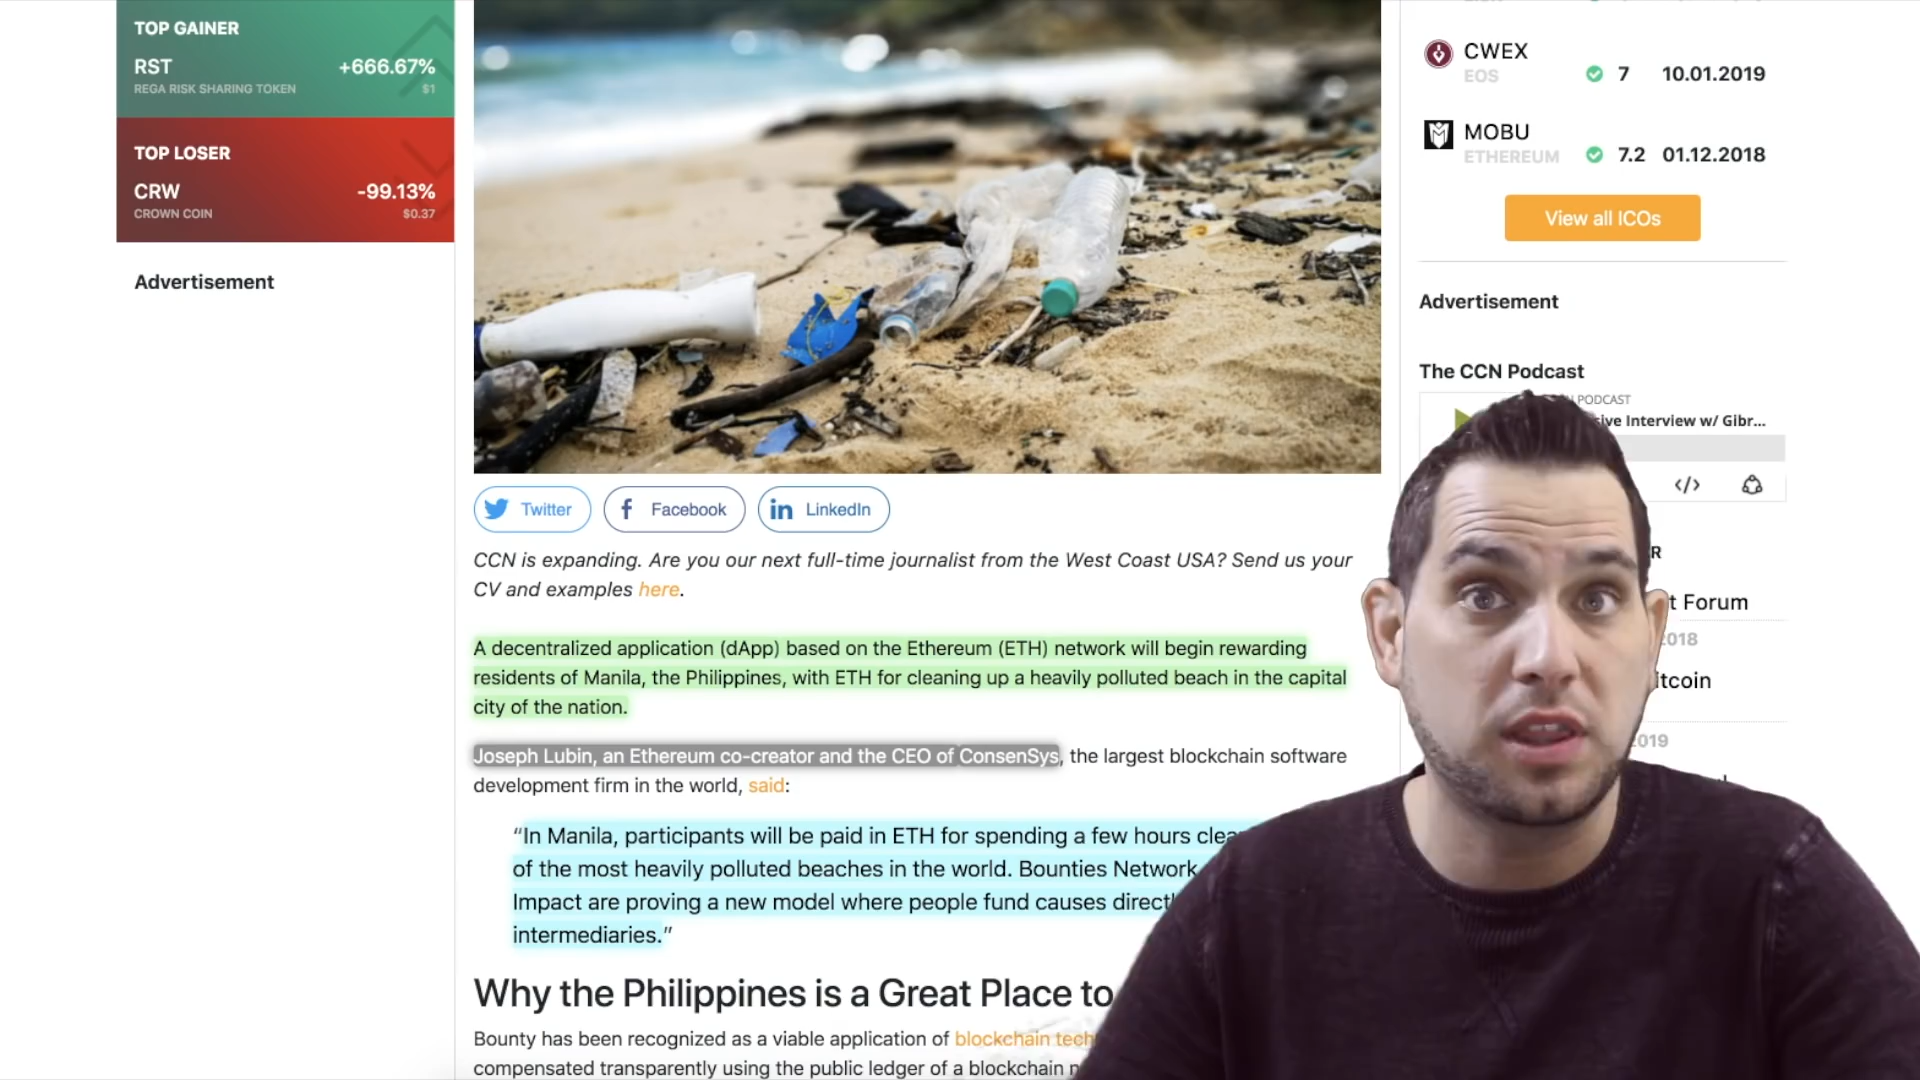 TOP GAINER
RST +666.67%
REGA RISK SHARING TOKEN $1
TOP LOSER
CRW -99.13%
CROWN COIN $0.37
Advertisement
Twitter Facebook LinkedIn
CCN is expanding. Are you our next full-time journalist from the West Coast USA? Send us your
CV and examples here.
A decentralized application (dApp) based on the Ethereum (ETH) network will begin rewarding
residents of Manila, the Philippines, with ETH for cleaning up a heavily polluted beach in the capital
city of the nation.
Joseph Lubin, an Ethereum co-creator and the CEO of ConsenSys, the largest blockchain software
development firm in the world, said:
“In Manila, participants will be paid in ETH for spending a few hours
of the most heavily polluted beaches in the world. Bounties Network
Impact are proving a new model where people fund causes
intermediaries.”
Why the Philippines is a Great Place to
Bounty has been recognized as a viable application of blockchain
compensated transparently using the public ledger of a blockchain
CWEX
EOS 7 10.01.2019
MOBU
ETHEREUM 7.2 01.12.2018
View all ICOs
Advertisement
The CCN Podcast
PODCAST
Interview w/ Gibr...
</> 
Forum